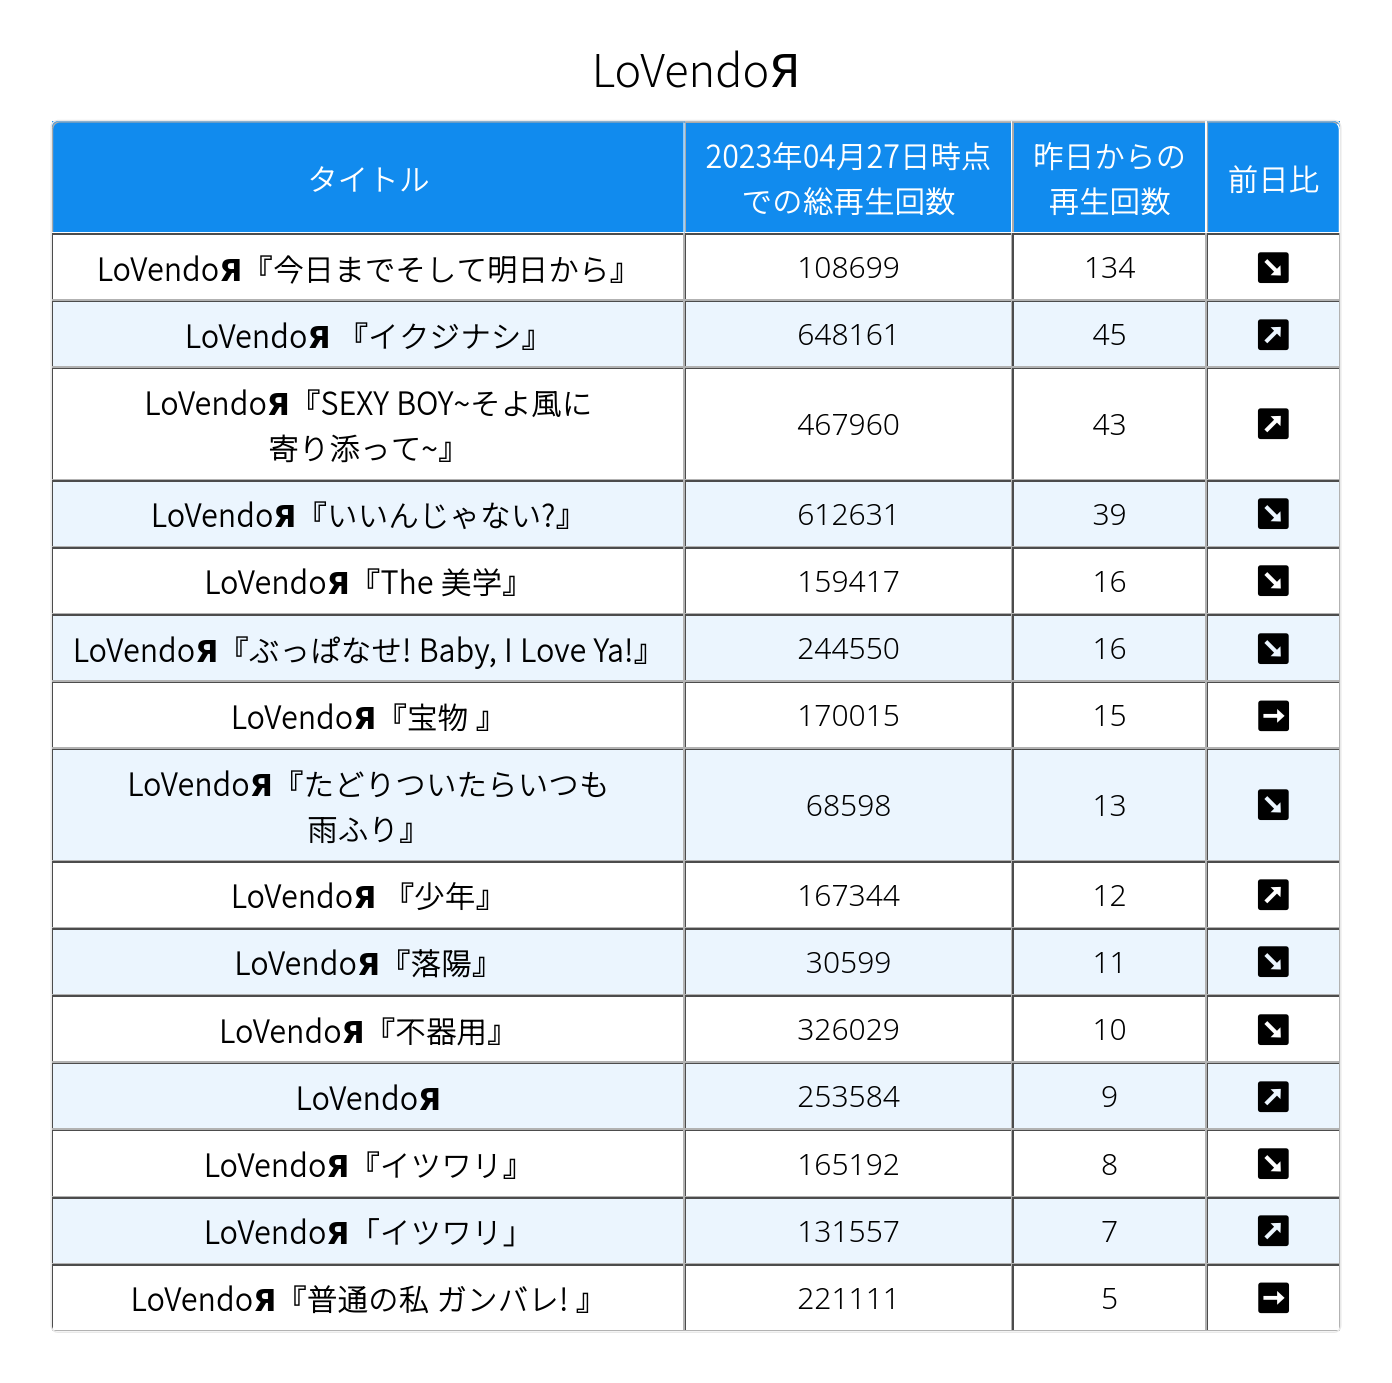 LoVendoЯ
タイトル
2023年04月27日時点
での総再生回数
昨日からの
再生回数
前日比
LoVendoЯ『今日までそして明日から』 108699 134 ↘
LoVendoЯ 『イクジナシ』 648161 45 ↗
LoVendoЯ『SEXY BOY~そよ風に
寄り添って~』 467960 43 ↗
LoVendoЯ『いいんじゃない?』 612631 39 ↘
LoVendoЯ『The 美学』 159417 16 ↘
LoVendoЯ『ぶっぱなせ! Baby, I Love Ya!』 244550 16 ↘
LoVendoЯ『宝物 』 170015 15 →
LoVendoЯ『たどりついたらいつも
雨ふり』 68598 13 ↘
LoVendoЯ 『少年』 167344 12 ↗
LoVendoЯ『落陽』 30599 11 ↘
LoVendoЯ『不器用』 326029 10 ↘
LoVendoЯ 253584 9 ↗
LoVendoЯ『イツワリ』 165192 8 ↘
LoVendoЯ「イツワリ」 131557 7 ↗
LoVendoЯ『普通の私 ガンバレ! 』 221111 5 →